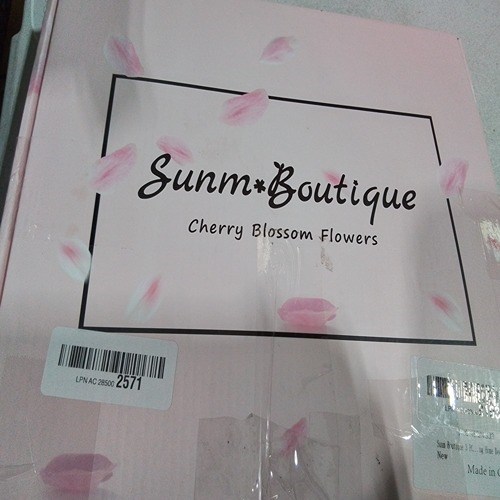 Sunm*Boutique
Cherry Blossom Flowers
LPN AC 28500 2571
New
Made in